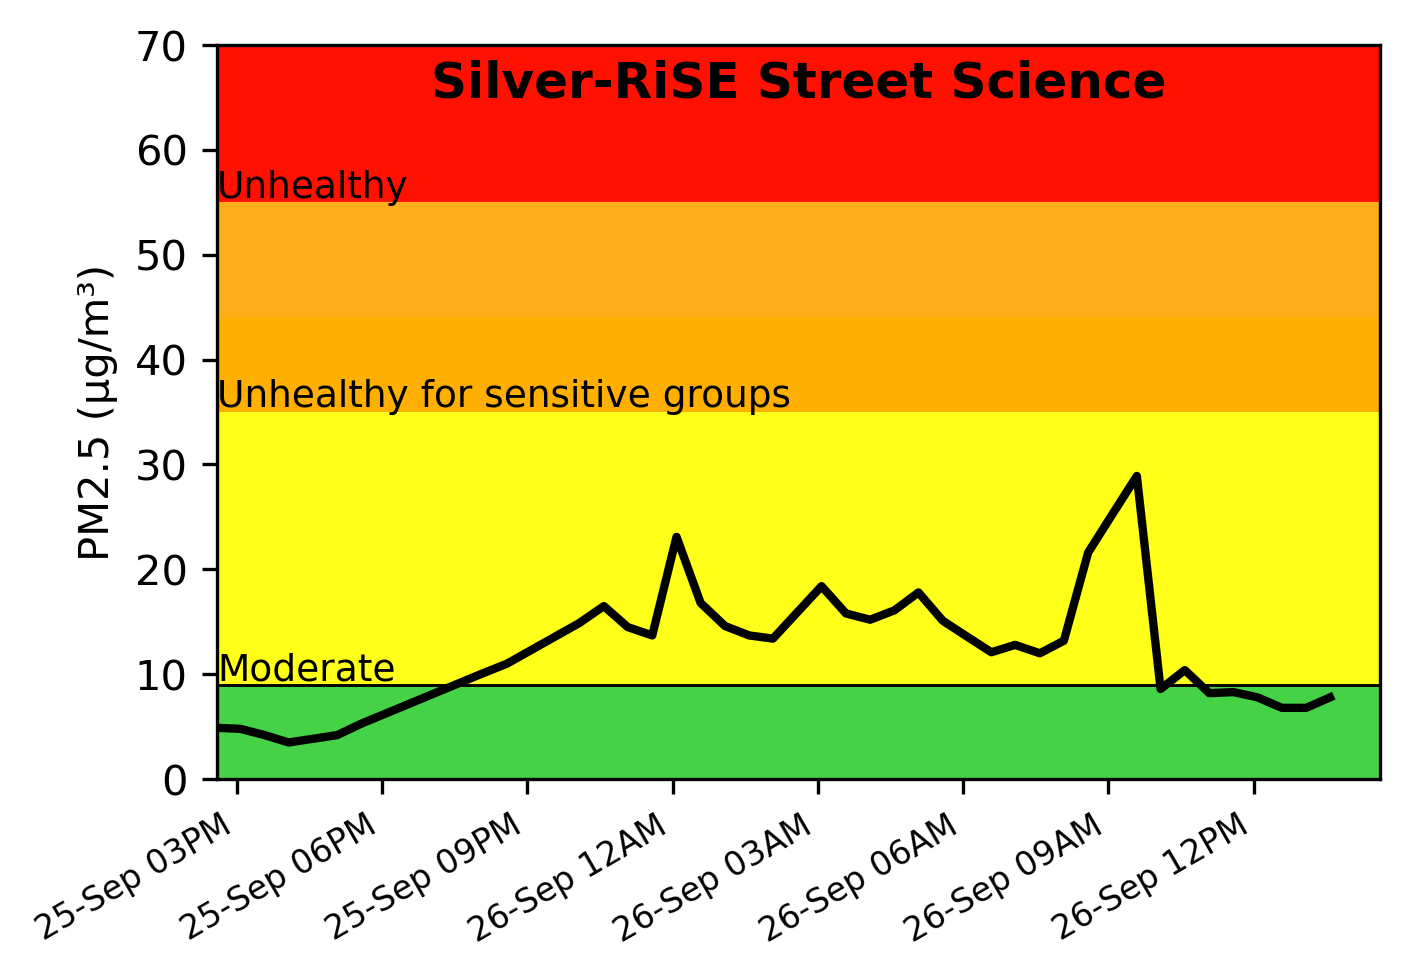 Silver-RiSE Street Science
70
60
Unhealthy
50
40
Unhealthy for sensitive groups
30
20
10
Moderate
0
PM2.5 (µg/m³)
25-Sep 03PM
25-Sep 06PM
25-Sep 09PM
26-Sep 12AM
26-Sep 03AM
26-Sep 06AM
26-Sep 09AM
26-Sep 12PM